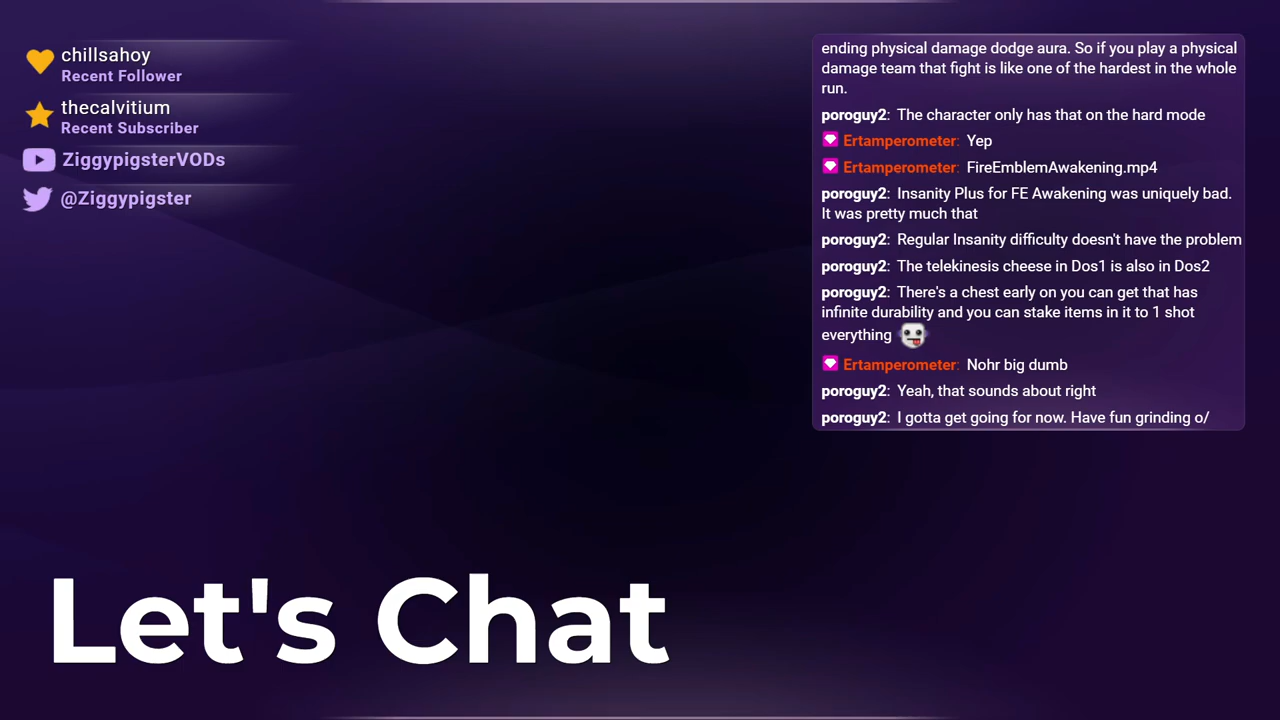 chillsahoy
Recent Follower
thecalvitium
Recent Subscriber
ZiggypigsterVODs
@Ziggypigster
ending physical damage dodge aura. So if you play a physical
damage team that fight is like one of the hardest in the whole
run.
poroguy2: The character only has that on the hard mode
Ertamperometer: Yep
Ertamperometer: FireEmblemAwakening.mp4
poroguy2: Insanity Plus for FE Awakening was uniquely bad.
It was pretty much that
poroguy2: Regular Insanity difficulty doesn't have the problem
poroguy2: The telekinesis cheese in Dos1 is also in Dos2
poroguy2: There's a chest early on you can get that has
infinite durability and you can stake items in it to 1 shot
everything
Ertamperometer: Nohr big dumb
poroguy2: Yeah, that sounds about right
poroguy2: I gotta get going for now. Have fun grinding o/
Let's Chat